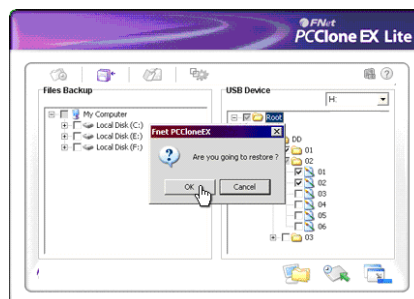 FNet
PCClone EX Lite
Files Backup
USB Device
H:
My Computer
Local Disk (C:)
Local Disk (E:)
Local Disk (F:)
Root
DD
01
02
01
02
03
04
05
06
03
Fnet PCCloneEX
Are you going to restore ?
OK
Cancel